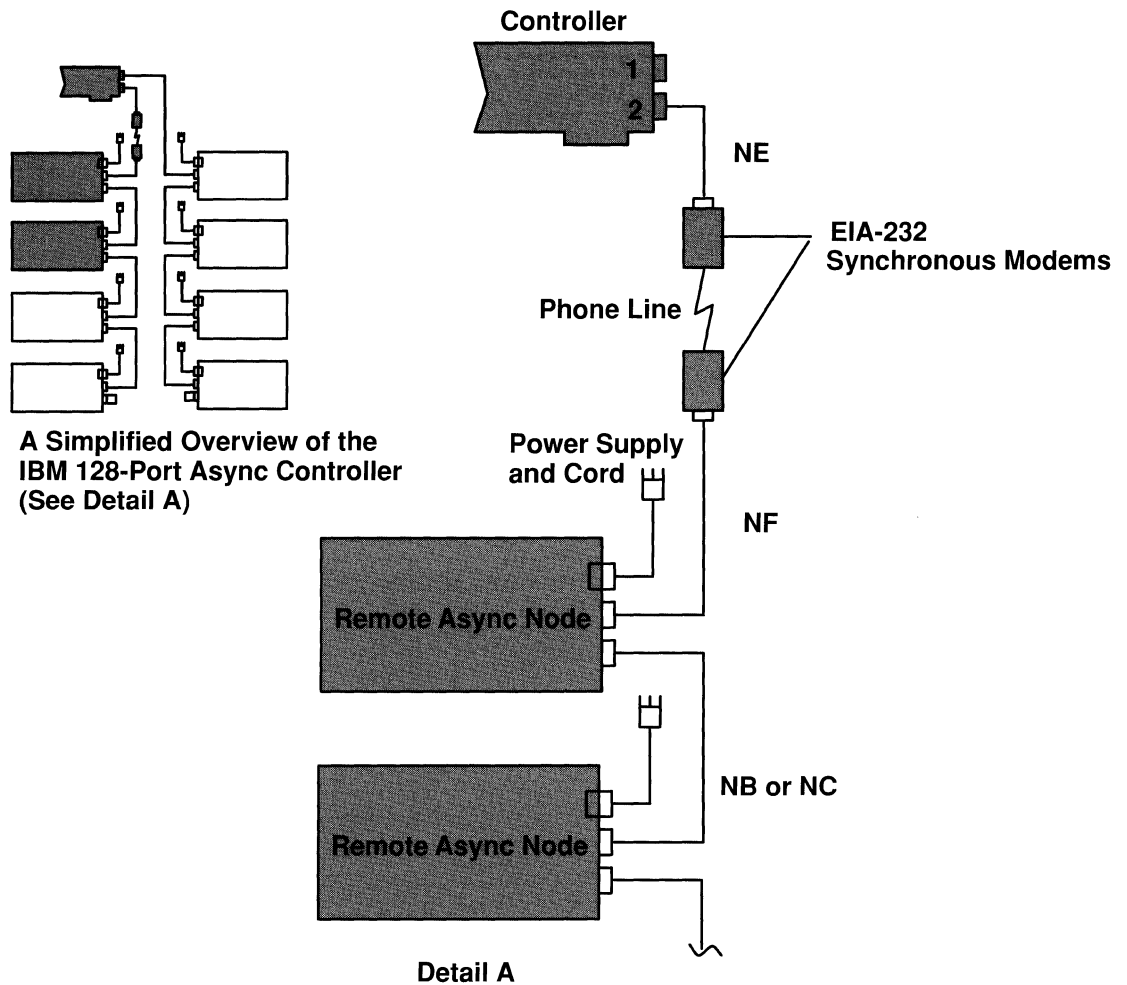 Controller
1
2
NE
EIA-232
Synchronous Modems
Phone Line
A Simplified Overview of the
IBM 128-Port Async Controller
(See Detail A)
Power Supply
and Cord
NF
Remote Async Node
NB or NC
Remote Async Node
Detail A